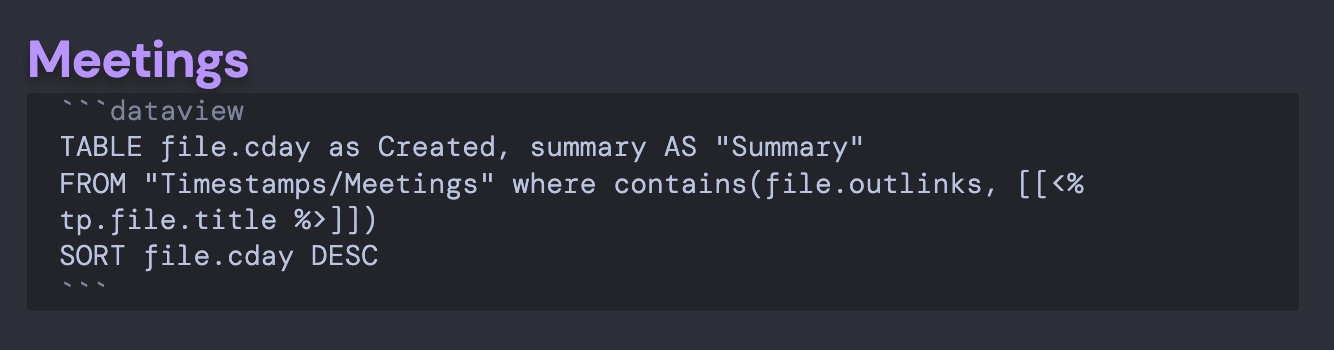 Meetings
```dataview
TABLE file.cday as Created, summary AS "Summary"
FROM "Timestamps/Meetings" where contains(file.outlinks, [[<%
tp.file.title %>]])
SORT file.cday DESC
```